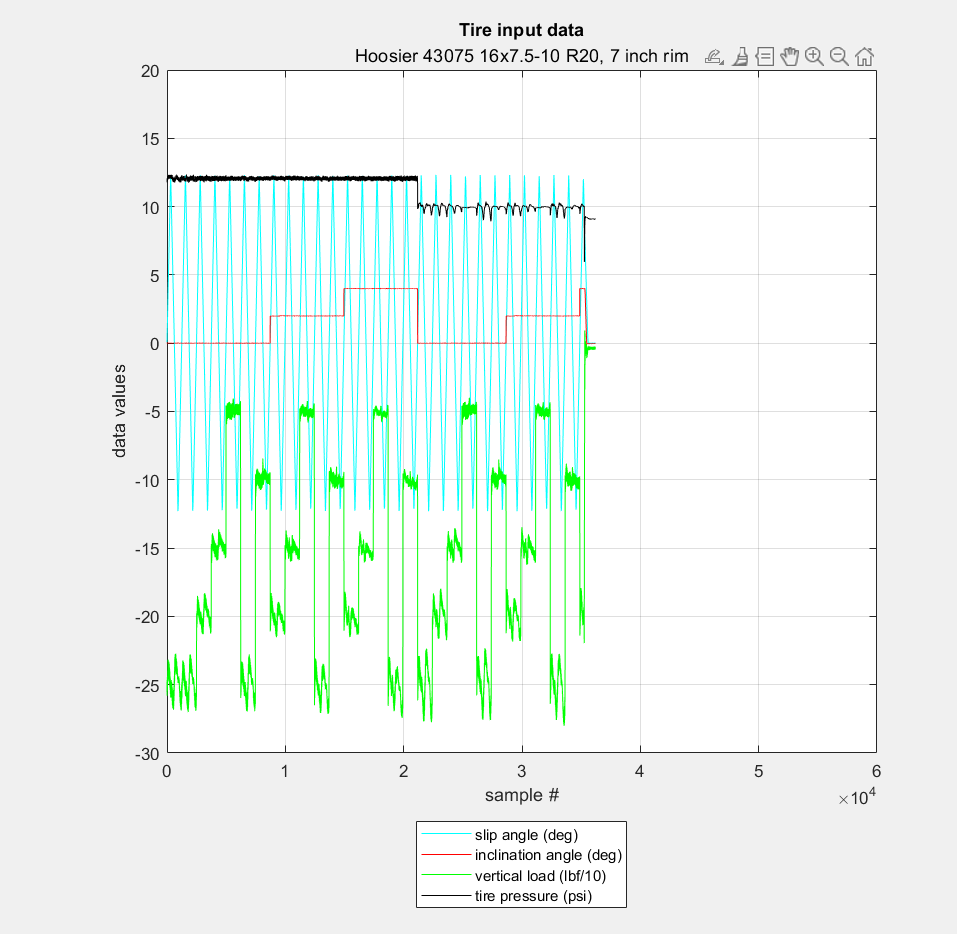 Tire input data
Hoosier 43075 16x7.5-10 R20, 7 inch rim
20
15
10
5
0
-5
-10
-15
-20
-25
-30
data values
0 1 2 3 4 5 6
sample #
×10^4
slip angle (deg)
inclination angle (deg)
vertical load (lbf/10)
tire pressure (psi)